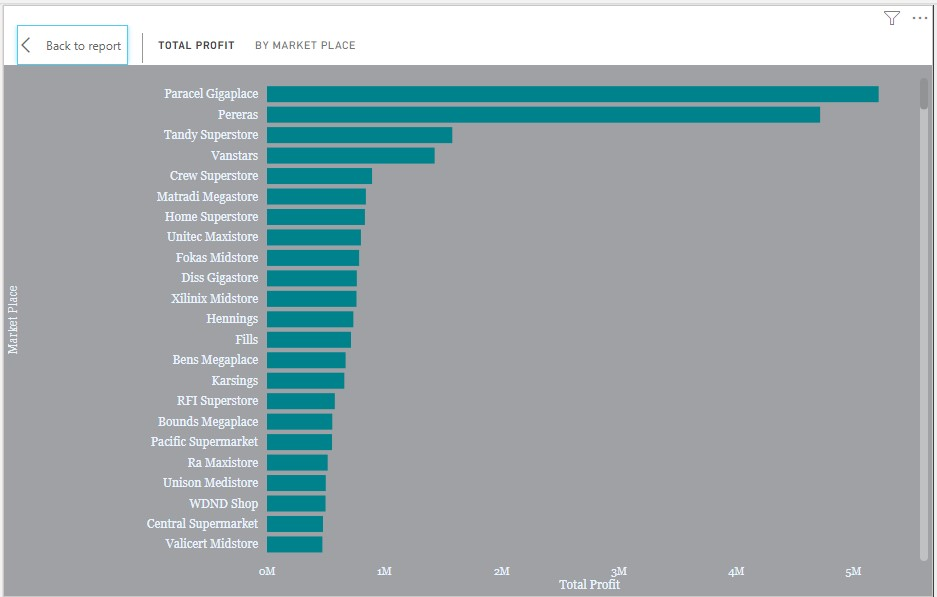 Back to report
TOTAL PROFIT BY MARKET PLACE
Market Place
Paracel Gigaplace
Pereras
Tandy Superstore
Vanstars
Crew Superstore
Matradi Megastore
Home Superstore
Unitec Maxistore
Fokas Midstore
Diss Gigastore
Xilinix Midstore
Hennings
Fills
Bens Megaplace
Karsings
RFI Superstore
Bounds Megaplace
Pacific Supermarket
Ra Maxistore
Unison Medistore
WDND Shop
Central Supermarket
Valicert Midstore
0M 1M 2M 3M 4M 5M
Total Profit